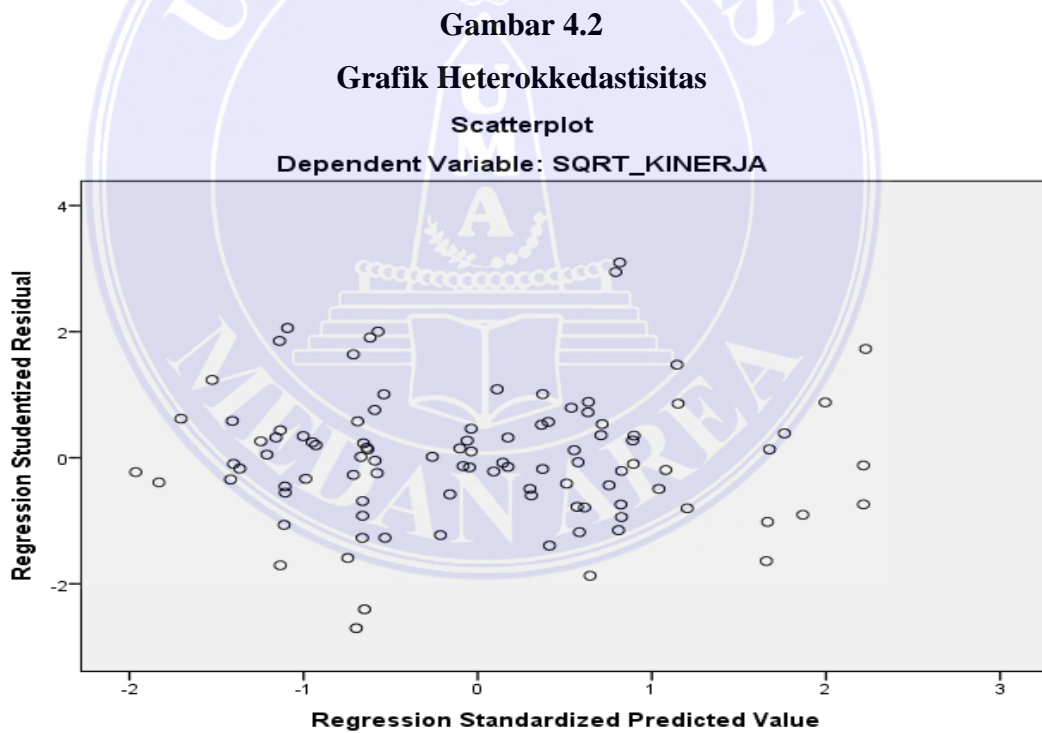 Gambar 4.2
Grafik Heterokkedastisitas
Scatterplot
Dependent Variable: SQRT_KINERJA
UMA
MEDAN AREA
Regression Studentized Residual
4
2
0
-2
-2
-1
0
1
2
3
Regression Standardized Predicted Value